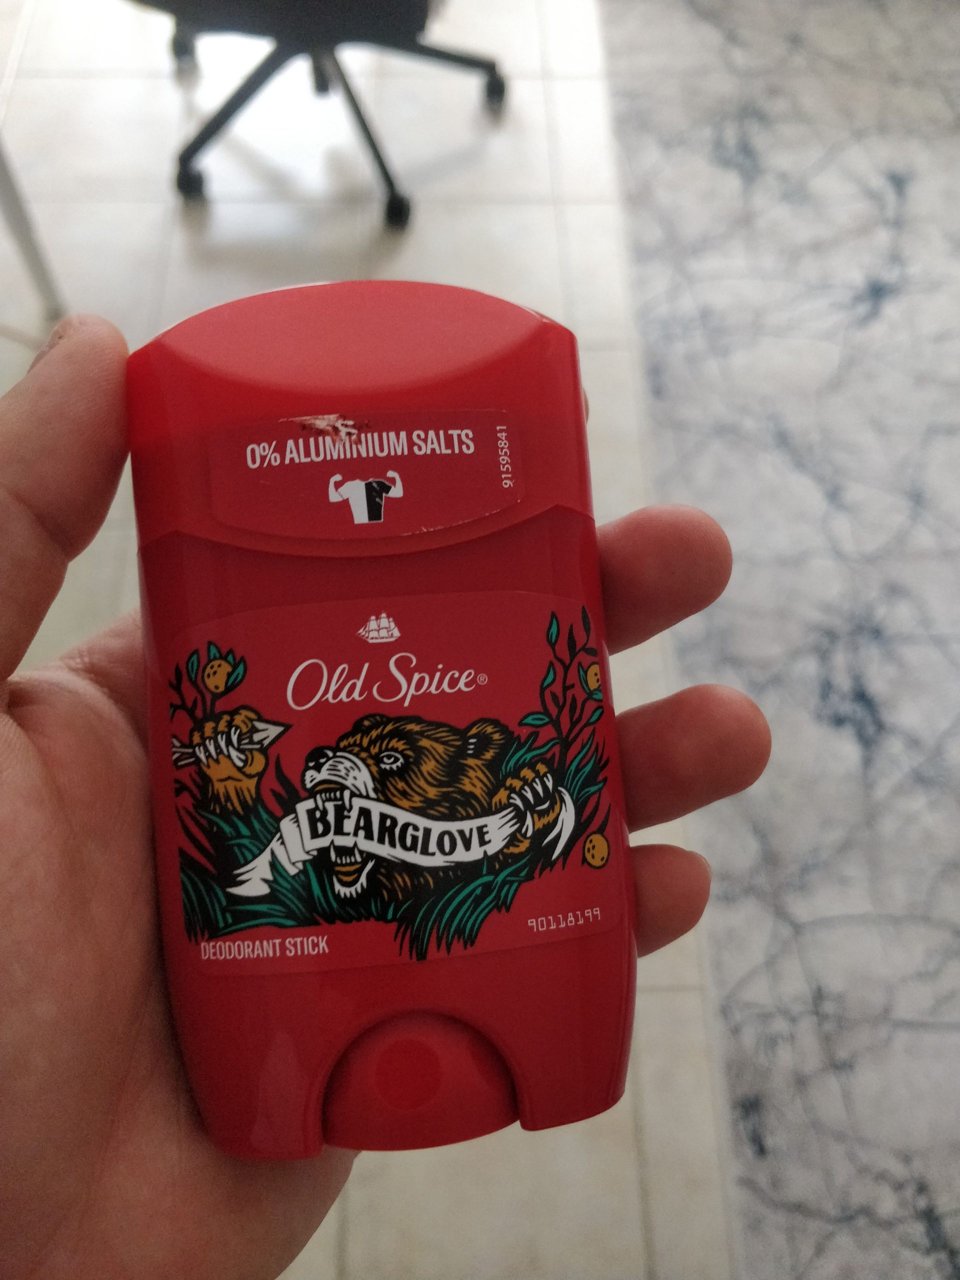 0% ALUMINIUM SALTS
91595841
Old Spice®
BEARGLOVE
90118199
DEODORANT STICK